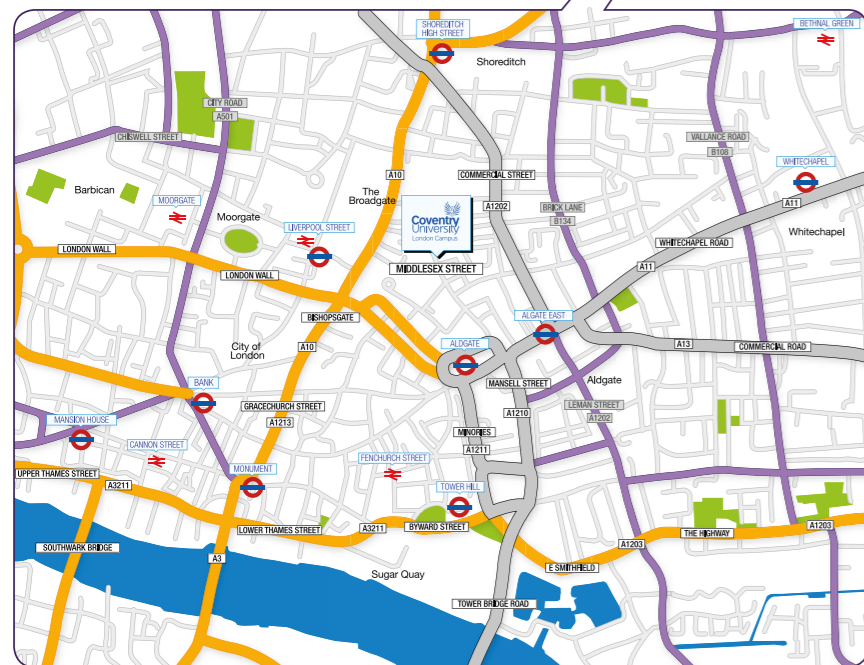 BETHNAL GREEN
SHOREDITCH
HIGH STREET
Shoreditch
CITY ROAD
A501
CHISWELL STREET
VALLANCE ROAD
B108
WHITECHAPEL
A10
COMMERCIAL STREET
Barbican
The
Broadgate
MOORGATE
Moorgate
Coventry
University
London Campus
A1202
BRICK LANE
B134
A11
Whitechapel
LIVERPOOL STREET
WHITECHAPEL ROAD
LONDON WALL
LONDON WALL
MIDDLESEX STREET
A11
BISHOPSGATE
ALGATE EAST
City of
London
A10
ALDGATE
A13
COMMERCIAL ROAD
BANK
MANSELL STREET
Aldgate
GRACECHURCH STREET
A1213
LEMAN STREET
A1202
A1210
MANSION HOUSE
CANNON STREET
MINORIES
A1211
FENCHURCH STREET
MONUMENT
UPPER THAMES STREET
A3211
TOWER HILL
LOWER THAMES STREET
A3211
BYWARD STREET
THE HIGHWAY
A1203
A1203
SOUTHWARK BRIDGE
A3
Sugar Quay
E SMITHFIELD
TOWER BRIDGE ROAD